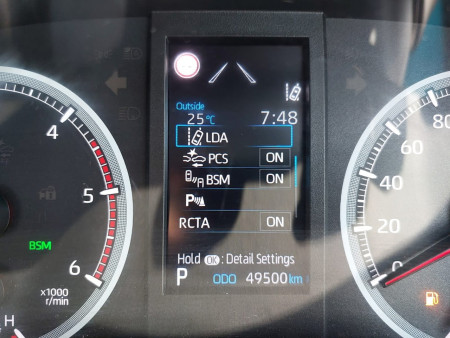 Outside
25°C 7:48
LDA
PCS ON
BSM ON
P
RCTA ON
Hold OK : Detail Settings
P ODO 49500 km
4
5
6
x1000
r/min
BSM
H
80
60
40
20
0